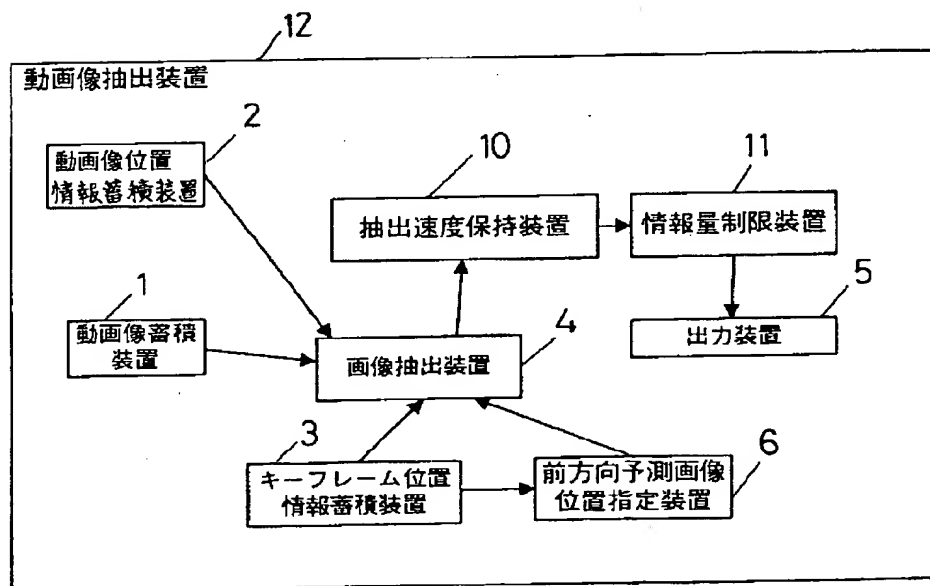 12
動画像抽出装置
2
動画像位置
情報蓄積装置
10
抽出速度保持装置
11
情報量制限装置
1
動画像蓄積
装置
4
画像抽出装置
5
出力装置
3
キーフレーム位置
情報蓄積装置
6
前方向予測画像
位置指定装置